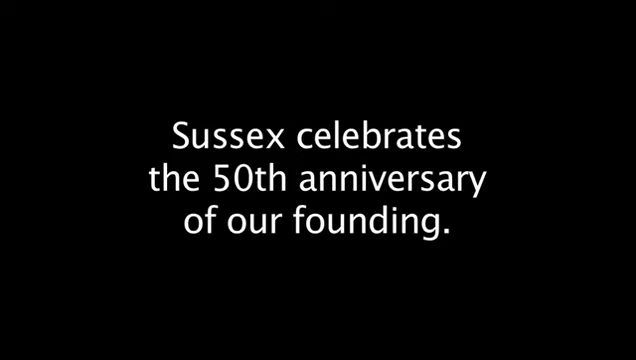 Sussex celebrates
the 50th anniversary
of our founding.